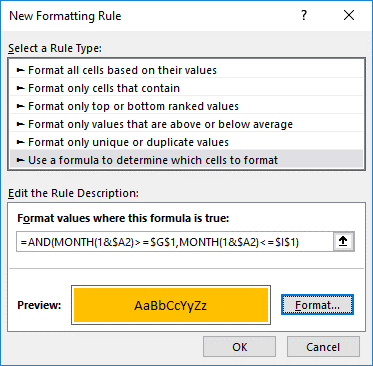 New Formatting Rule
? ×
Select a Rule Type:
► Format all cells based on their values
► Format only cells that contain
► Format only top or bottom ranked values
► Format only values that are above or below average
► Format only unique or duplicate values
► Use a formula to determine which cells to format
Edit the Rule Description:
Format values where this formula is true:
=AND(MONTH(1&$A2)>=$G$1,MONTH(1&$A2)<=$I$1)
Preview: AaBbCcYyZz Format...
OK Cancel